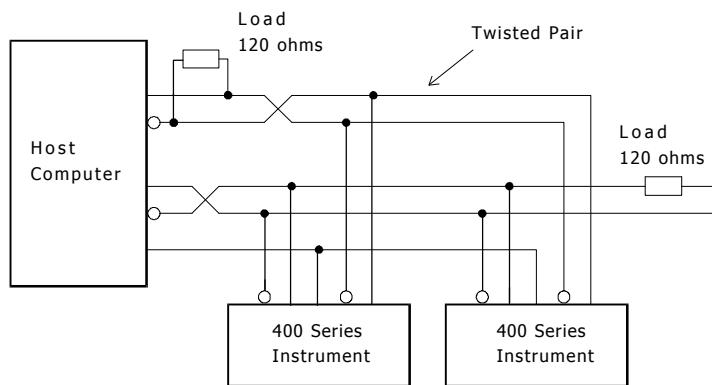 Load
120 ohms
Twisted Pair
Host
Computer
Load
120 ohms
400 Series
Instrument
400 Series
Instrument